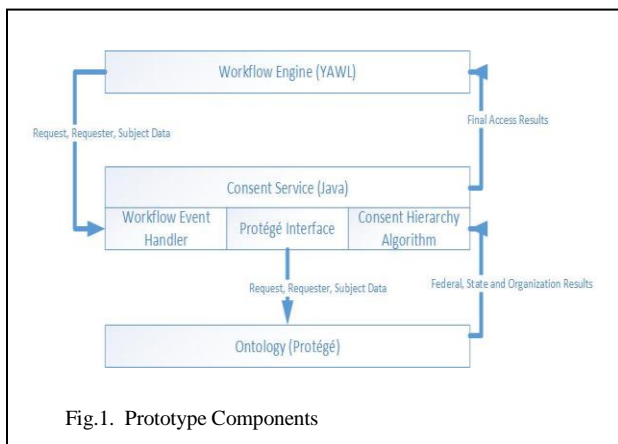 Workflow Engine (YAWL)
Request, Requester, Subject Data
Final Access Results
Consent Service (Java)
Workflow Event
Handler
Protégé Interface
Consent Hierarchy
Algorithm
Request, Requester, Subject Data
Federal, State and Organization Results
Ontology (Protégé)
Fig.1. Prototype Components